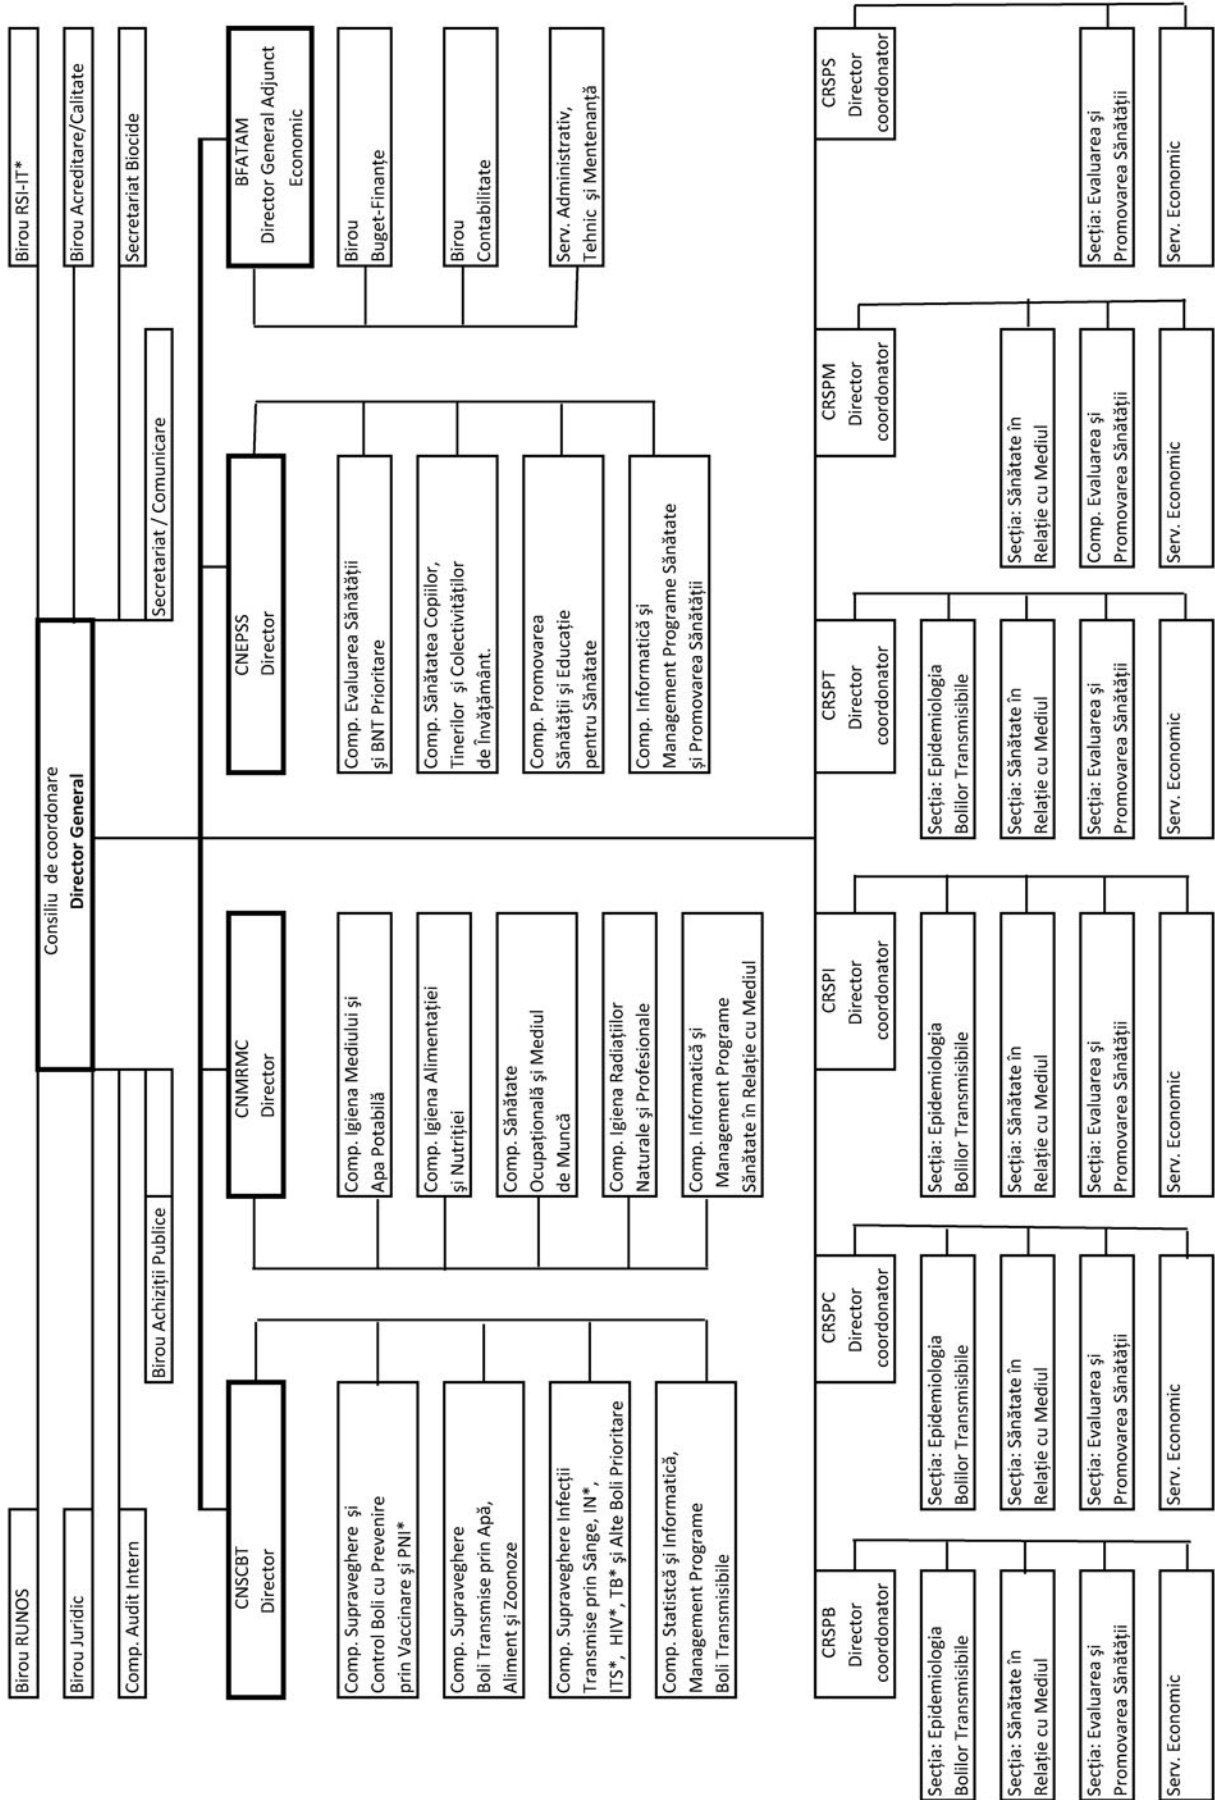 Consiliu de coordonare
Director General
Birou RUNOS
Birou Juridic
Comp. Audit Intern
Birou Achiziții Publice
Birou RSI-IT*
Birou Acreditare/Calitate
Secretariat Biocide
Secretariat / Comunicare
CNSCBT
Director
Comp. Supraveghere și
Control Boli cu Prevenire
prin Vaccinare și PNI*
Comp. Supraveghere
Boli Transmise prin Apă,
Aliment și Zoonoze
Comp. Supraveghere Infecții
Transmise prin Sânge, IN*,
ITS*, HIV*, TB* și Alte Boli Prioritare
Comp. Statistcă și Informatică,
Management Programe
Boli Transmisibile
CNMRMC
Director
Comp. Igiena Mediului și
Apa Potabilă
Comp. Igiena Alimentației
și Nutriției
Comp. Sănătate
Ocupațională și Mediul
de Muncă
Comp. Igiena Radiațiilor
Naturale și Profesionale
Comp. Informatică și
Management Programe
Sănătate în Relație cu Mediul
CNEPSS
Director
Comp. Evaluarea Sănătății
și BNT Prioritare
Comp. Sănătatea Copiilor,
Tinerilor și Colectivităților
de Învățământ.
Comp. Promovarea
Sănătății și Educație
pentru Sănătate
Comp. Informatică și
Management Programe Sănătate
și Promovarea Sănătății
BFATAM
Director General Adjunct
Economic
Birou
Buget-Finanțe
Birou
Contabilitate
Serv. Administrativ,
Tehnic și Mentenanță
CRSPB
Director
coordonator
Secția: Epidemiologia
Bolilor Transmisibile
Secția: Sănătate în
Relație cu Mediul
Secția: Evaluarea și
Promovarea Sănătății
Serv. Economic
CRSPC
Director
coordonator
Secția: Epidemiologia
Bolilor Transmisibile
Secția: Sănătate în
Relație cu Mediul
Secția: Evaluarea și
Promovarea Sănătății
Serv. Economic
CRSPI
Director
coordonator
Secția: Epidemiologia
Bolilor Transmisibile
Secția: Sănătate în
Relație cu Mediul
Secția: Evaluarea și
Promovarea Sănătății
Serv. Economic
CRSPT
Director
coordonator
Secția: Epidemiologia
Bolilor Transmisibile
Secția: Sănătate în
Relație cu Mediul
Secția: Evaluarea și
Promovarea Sănătății
Serv. Economic
CRSPM
Director
coordonator
Secția: Sănătate în
Relație cu Mediul
Comp. Evaluarea și
Promovarea Sănătății
Serv. Economic
CRSPS
Director
coordonator
Secția: Evaluarea și
Promovarea Sănătății
Serv. Economic